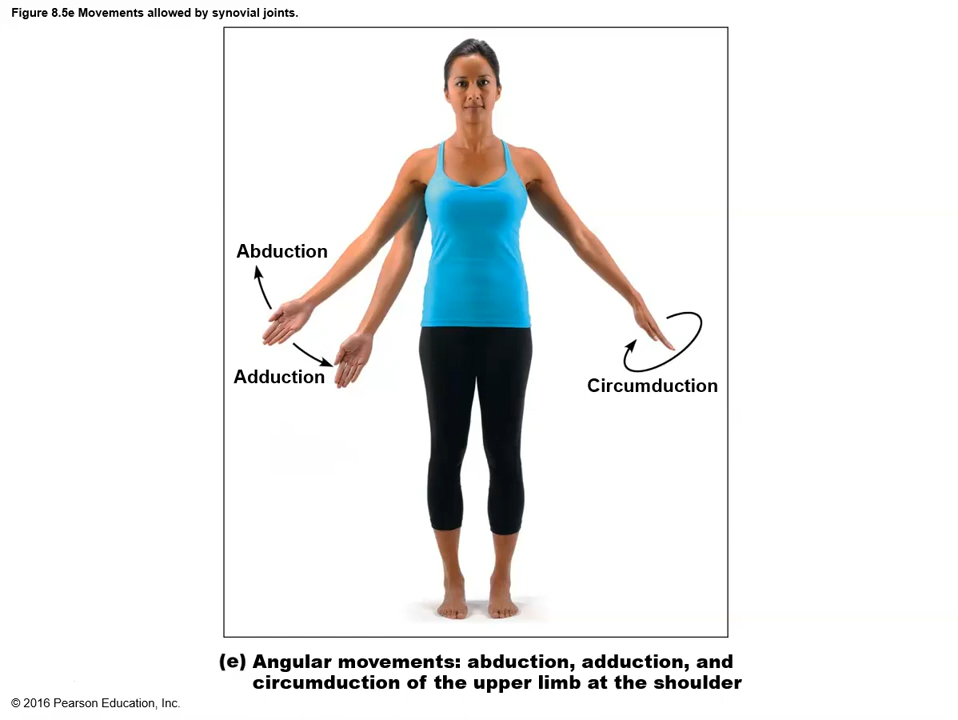 Figure 8.5e Movements allowed by synovial joints.
Abduction
Adduction
Circumduction
(e) Angular movements: abduction, adduction, and
circumduction of the upper limb at the shoulder
© 2016 Pearson Education, Inc.